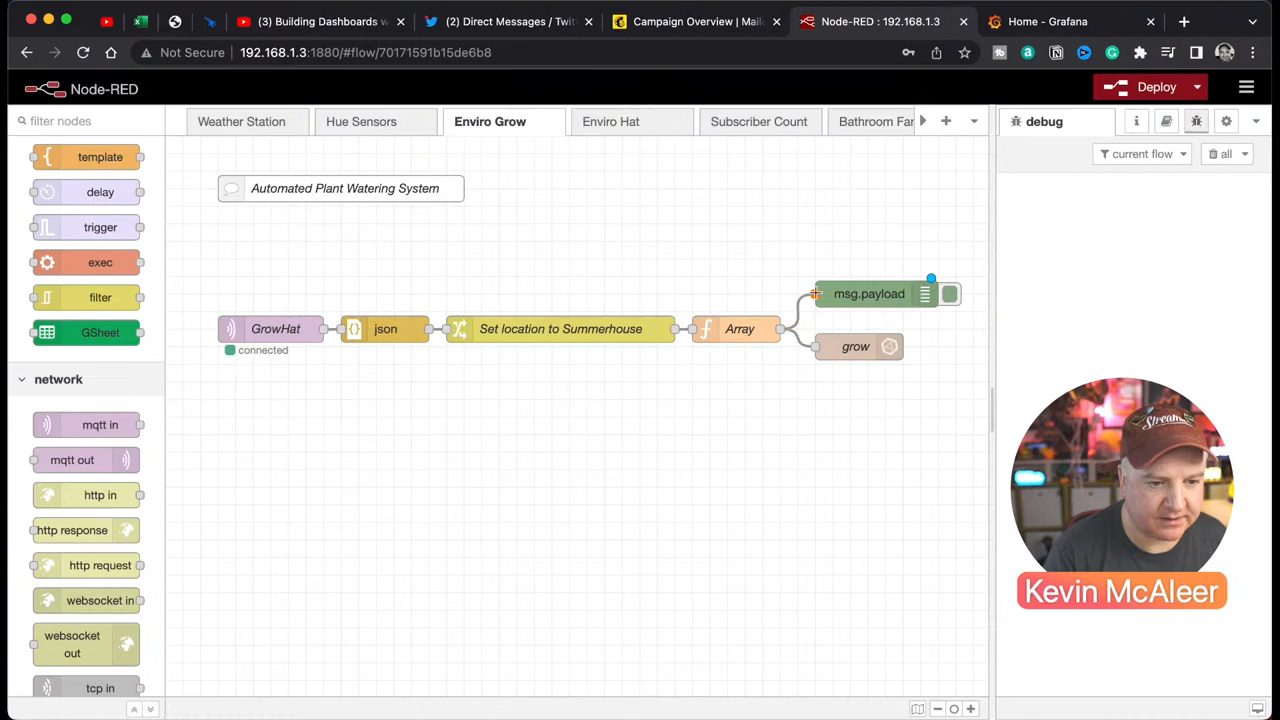 (3) Building Dashboards w
(2) Direct Messages / Twit
Campaign Overview | Mail
Node-RED : 192.168.1.3
Home - Grafana
Not Secure 192.168.1.3:1880/#flow/70171591b15de6b8
Node-RED
Deploy
filter nodes
Weather Station
Hue Sensors
Enviro Grow
Enviro Hat
Subscriber Count
Bathroom Far
debug
current flow
all
template
delay
trigger
exec
filter
GSheet
network
mqtt in
mqtt out
http in
http response
http request
websocket in
websocket
out
tcp in
Automated Plant Watering System
GrowHat
connected
json
Set location to Summerhouse
Array
msg.payload
grow
Stream
Kevin McAleer